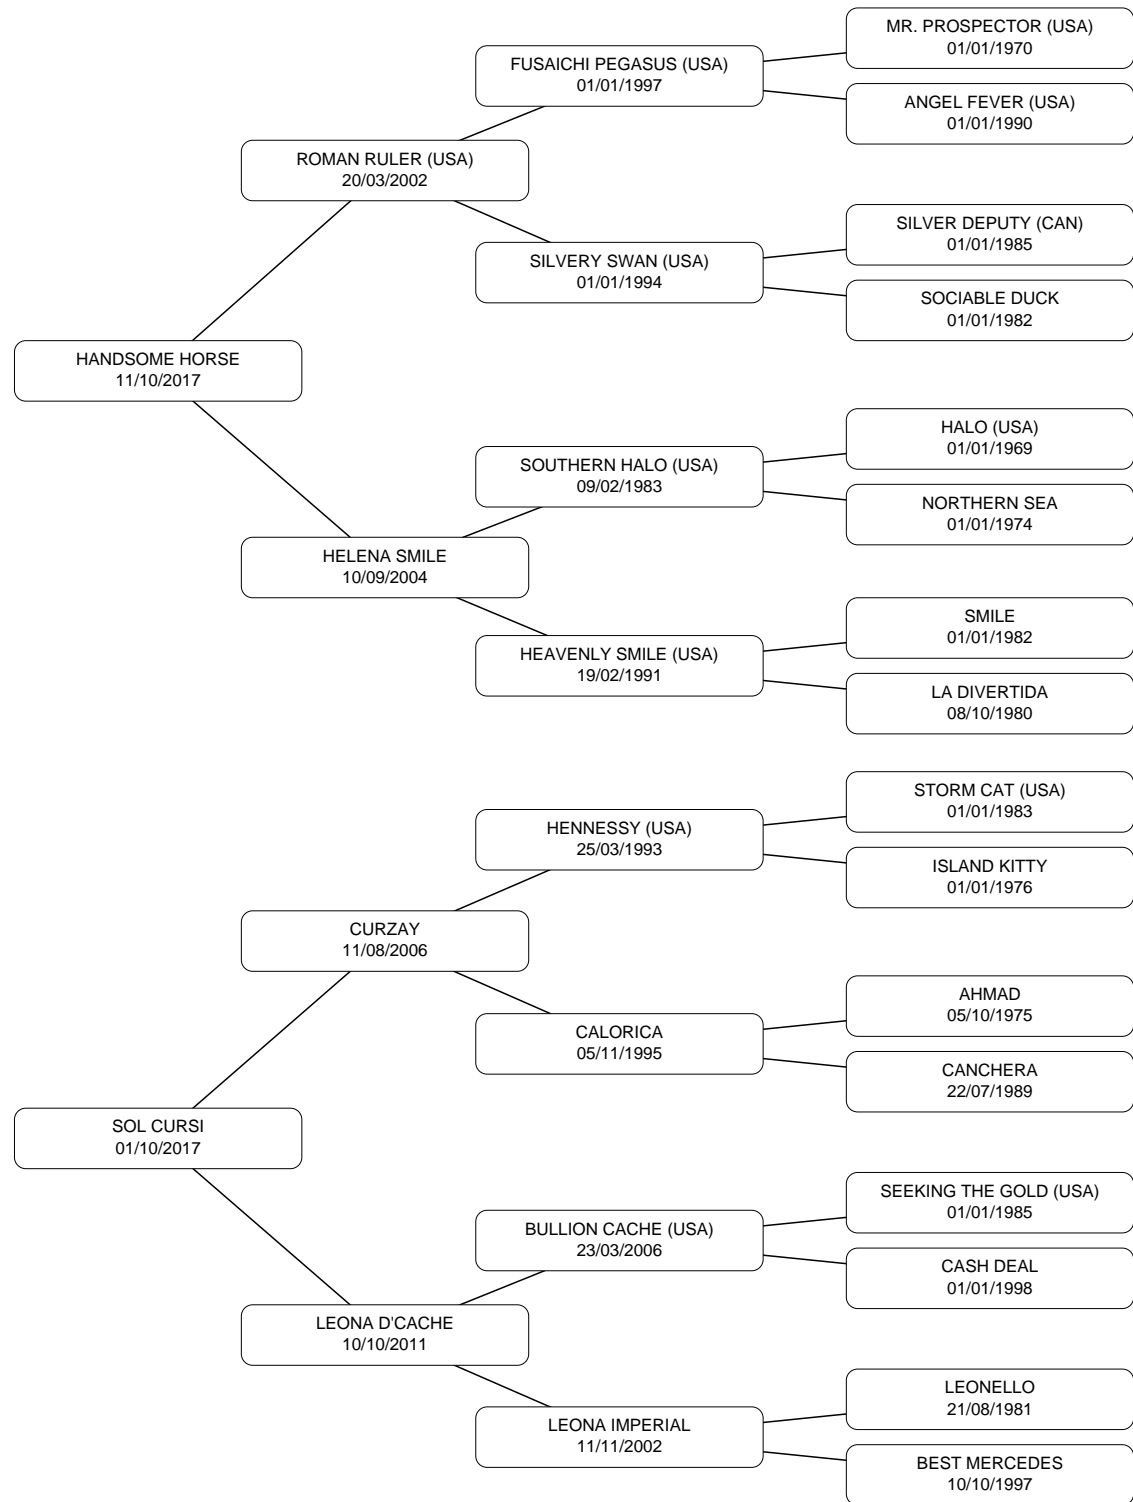 MR. PROSPECTOR (USA)
01/01/1970
FUSAICHI PEGASUS (USA)
01/01/1997
ANGEL FEVER (USA)
01/01/1990
ROMAN RULER (USA)
20/03/2002
SILVER DEPUTY (CAN)
01/01/1985
SILVERY SWAN (USA)
01/01/1994
SOCIABLE DUCK
01/01/1982
HANDSOME HORSE
11/10/2017
HALO (USA)
01/01/1969
SOUTHERN HALO (USA)
09/02/1983
NORTHERN SEA
01/01/1974
HELENA SMILE
10/09/2004
SMILE
01/01/1982
HEAVENLY SMILE (USA)
19/02/1991
LA DIVERTIDA
08/10/1980
STORM CAT (USA)
01/01/1983
HENNESSY (USA)
25/03/1993
ISLAND KITTY
01/01/1976
CURZAY
11/08/2006
AHMAD
05/10/1975
CALORICA
05/11/1995
CANCHERA
22/07/1989
SOL CURSI
01/10/2017
SEEKING THE GOLD (USA)
01/01/1985
BULLION CACHE (USA)
23/03/2006
CASH DEAL
01/01/1998
LEONA D'CACHE
10/10/2011
LEONELLO
21/08/1981
LEONA IMPERIAL
11/11/2002
BEST MERCEDES
10/10/1997